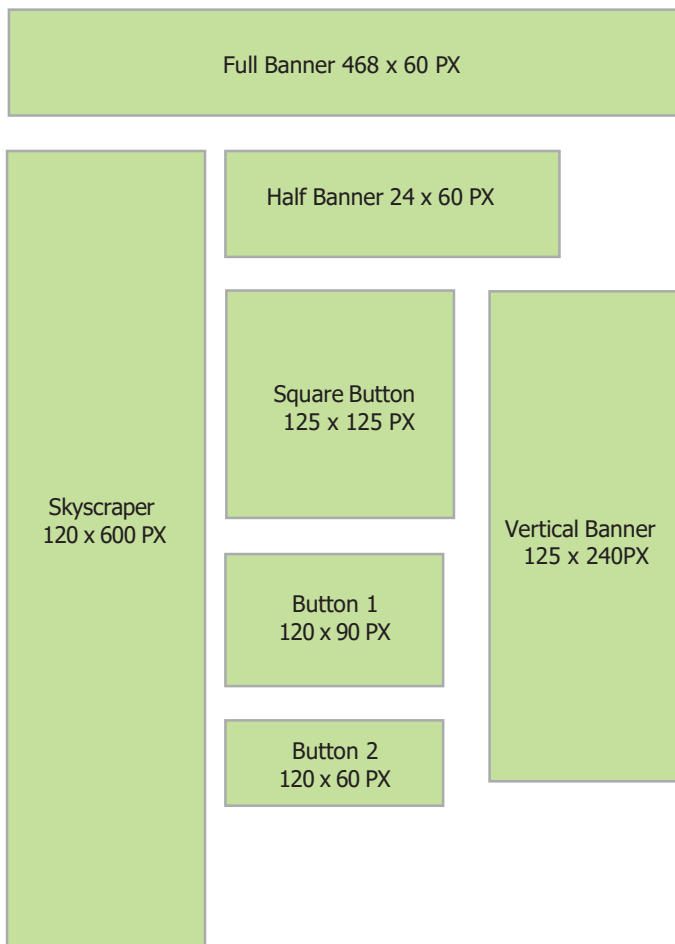 Full Banner 468 x 60 PX
Half Banner 24 x 60 PX
Square Button
125 x 125 PX
Skyscraper
120 x 600 PX
Vertical Banner
125 x 240PX
Button 1
120 x 90 PX
Button 2
120 x 60 PX